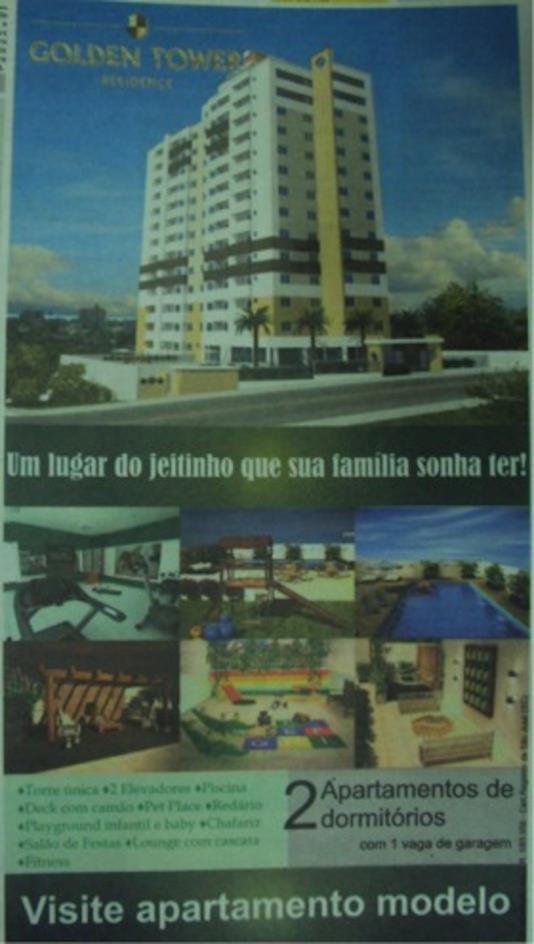 GOLDEN TOWER
RESIDENCE
Um lugar do jeitinho que sua família sonha ter!
♦Torre única ♦2 Elevadores ♦Piscina
♦Deck com camão ♦Pet Place ♦Redário
♦Playground infantil e baby ♦Chafariz
♦Salão de Festas ♦Lounge com cascata
♦Fitness
2 Apartamentos de
dormitórios
com 1 vaga de garagem
Visite apartamento modelo